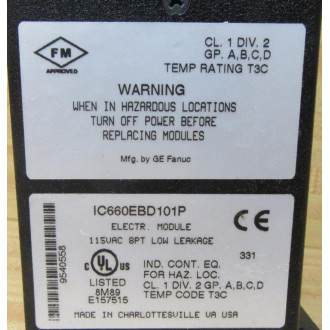 FM
APPROVED
CL. 1 DIV. 2
GP. A,B,C,D
TEMP RATING T3C
WARNING
WHEN IN HAZARDOUS LOCATIONS
TURN OFF POWER BEFORE
REPLACING MODULES
Mfg. by GE Fanuc
IC660EBD101P
ELECTR. MODULE
115VAC 8PT LOW LEAKAGE
CE
9540558
C UL US
LISTED
8M89
E157515
331
IND. CONT. EQ.
FOR HAZ. LOC.
CL. 1 DIV. 2 GP. A,B,C,D
TEMP CODE T3C
MADE IN CHARLOTTESVILLE VA USA